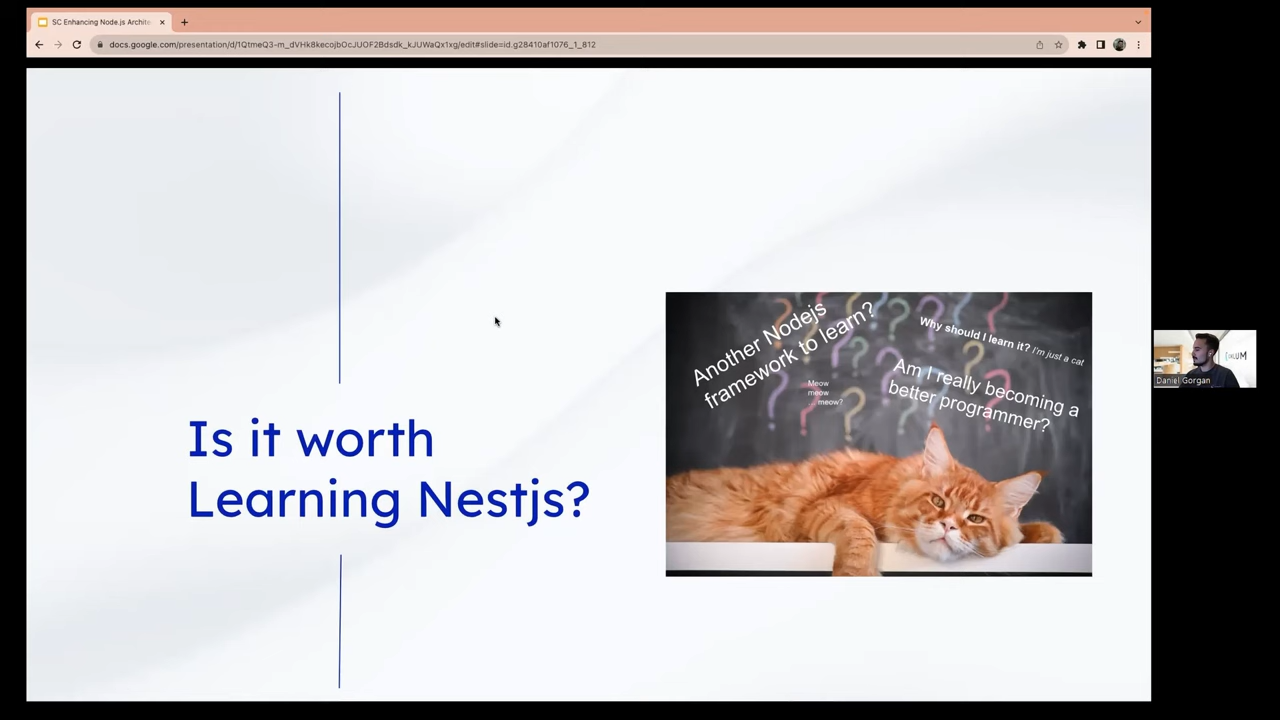 SC Enhancing Node.js Archite
docs.google.com/presentation/d/1QtmeQ3-m_dVHk8kecojbOcJUOF2Bdsdk_kJUWaQx1xg/edit#slide=id.g28410af1076_1_812
Is it worth
Learning Nestjs?
Another Nodejs
framework to learn?
Meow
meow
... meow?
Why should I learn it? I'm just a cat
Am I really becoming a
better programmer?
Daniel Gorgan